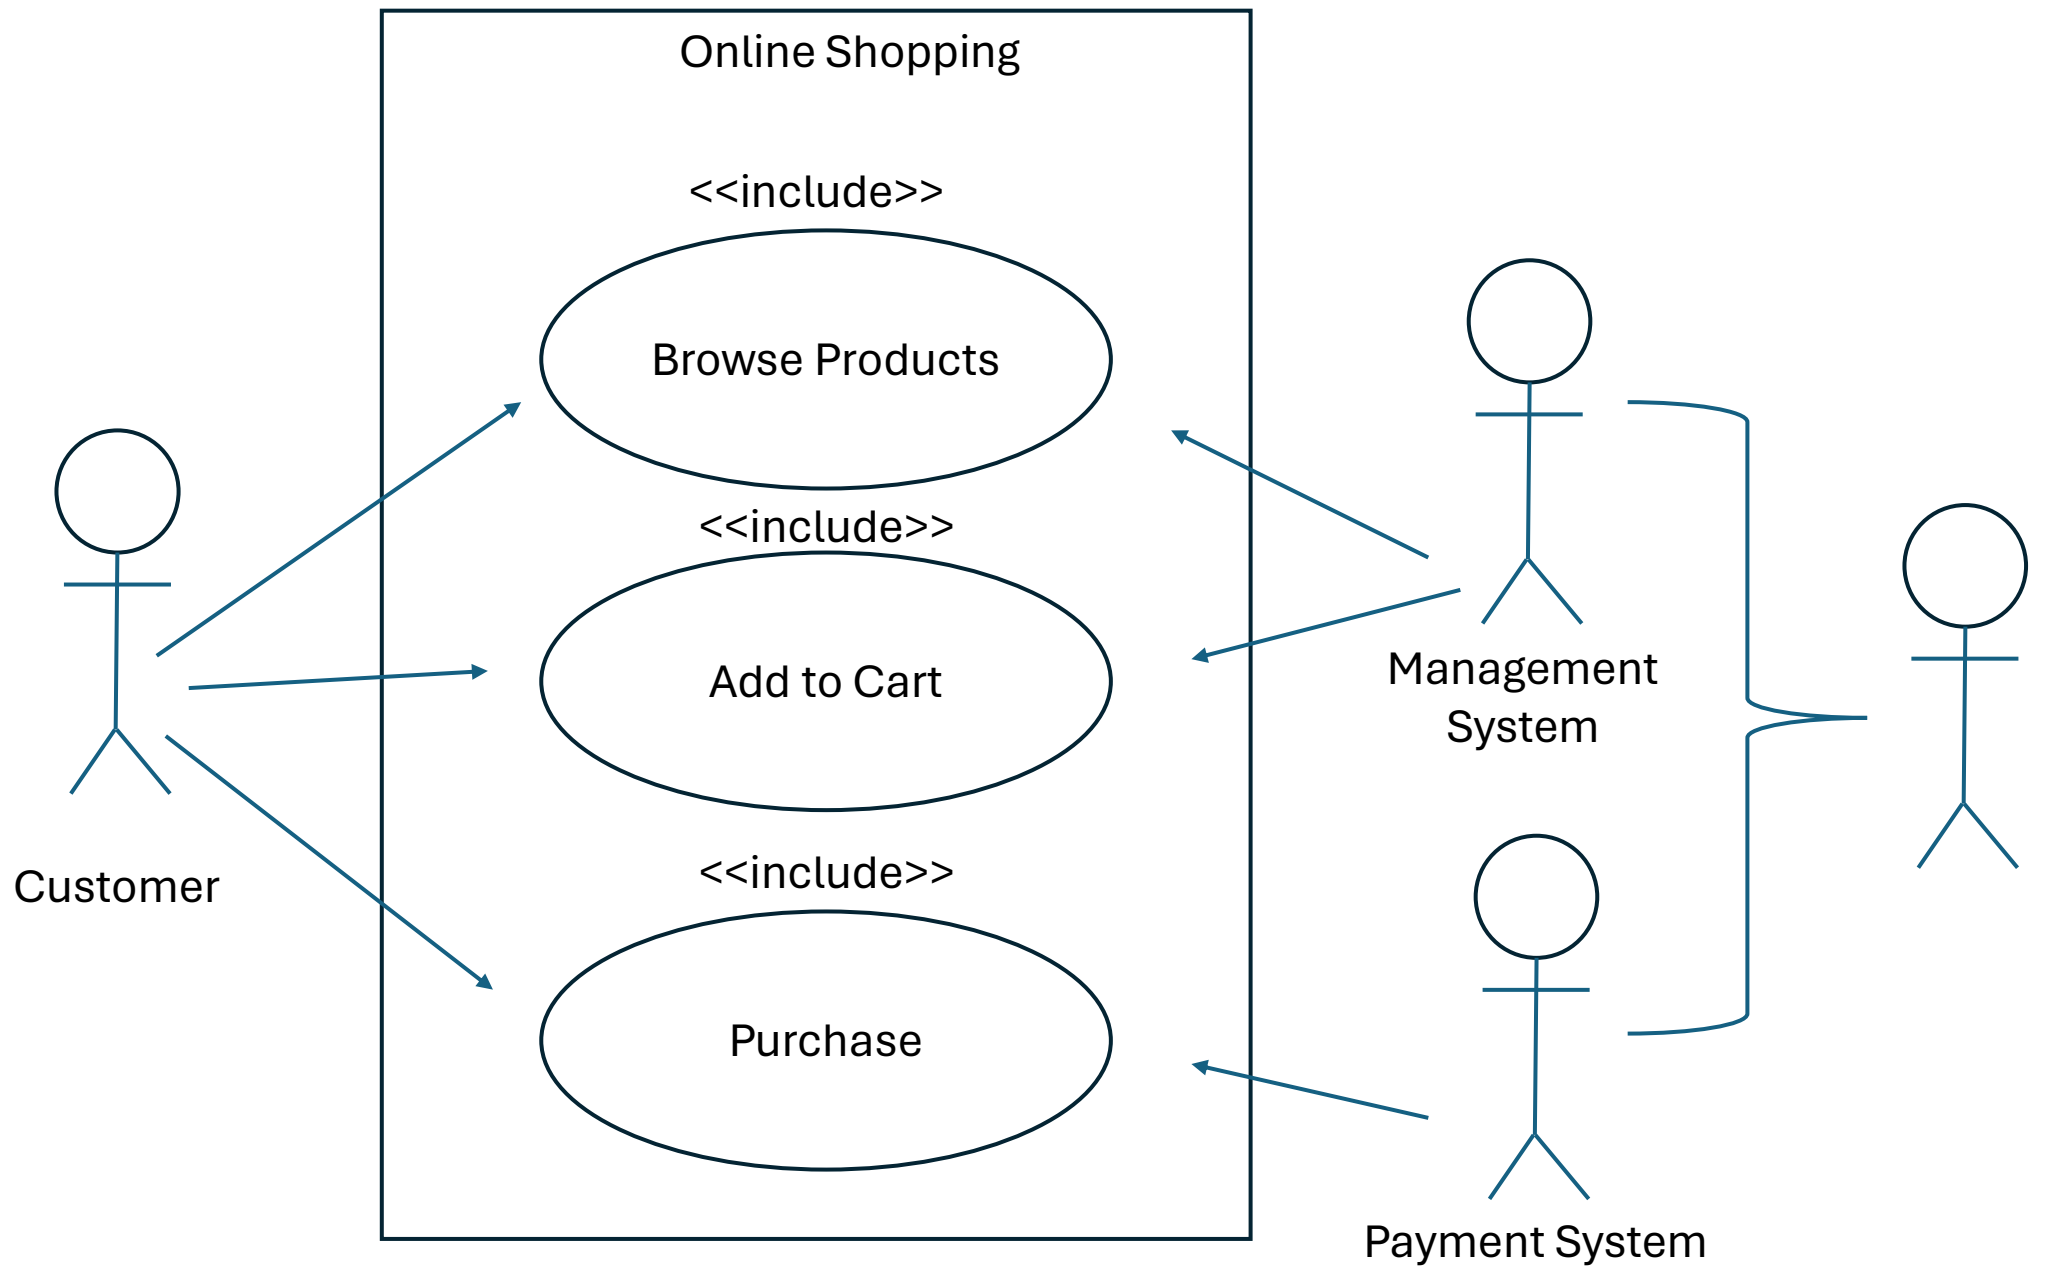 Online Shopping
<<include>>
Browse Products
<<include>>
Add to Cart
<<include>>
Purchase
Customer
Management
System
Payment System